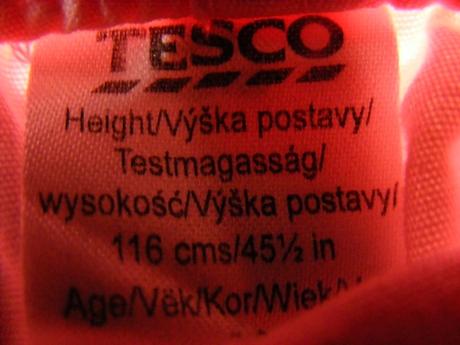 TESCO
Height/Výška postavy/
Testmagasság/
wysokość/Výška postavy/
116 cms/45½ in
Age/Věk/Kor/Wiek/